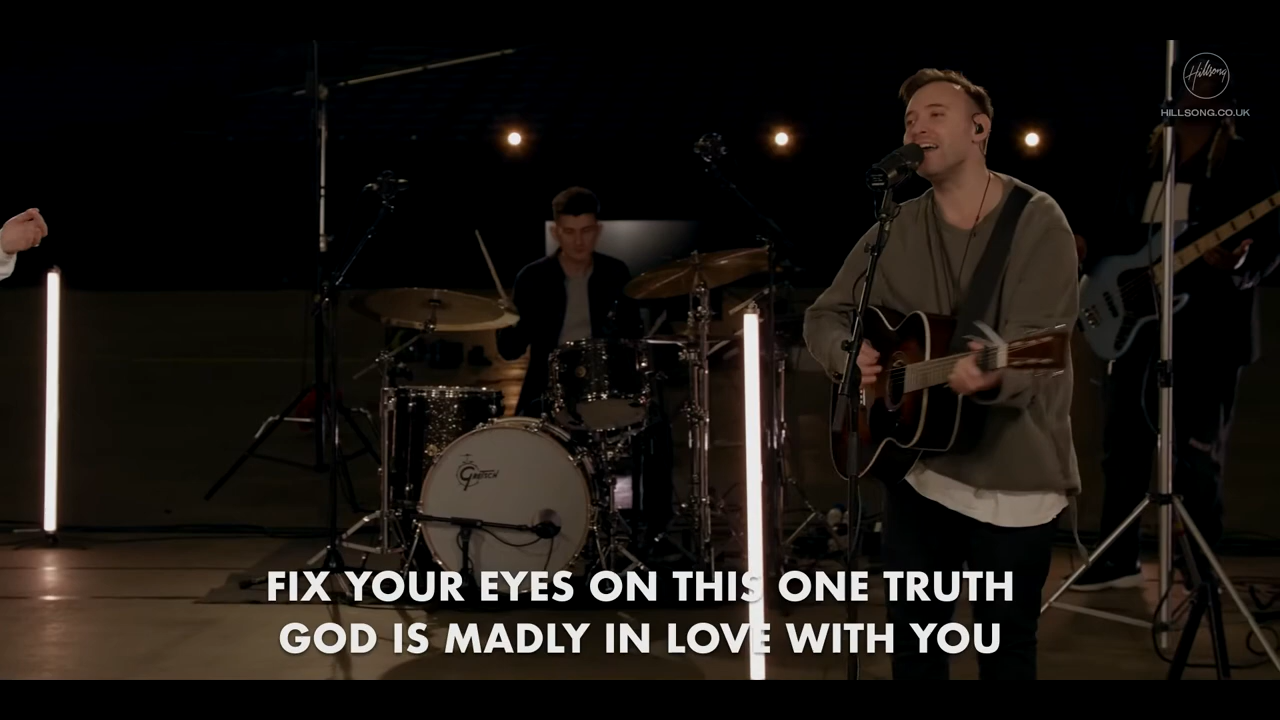 Hillsong
HILLSONG.CO.UK
GRETSCH
FIX YOUR EYES ON THIS ONE TRUTH
GOD IS MADLY IN LOVE WITH YOU